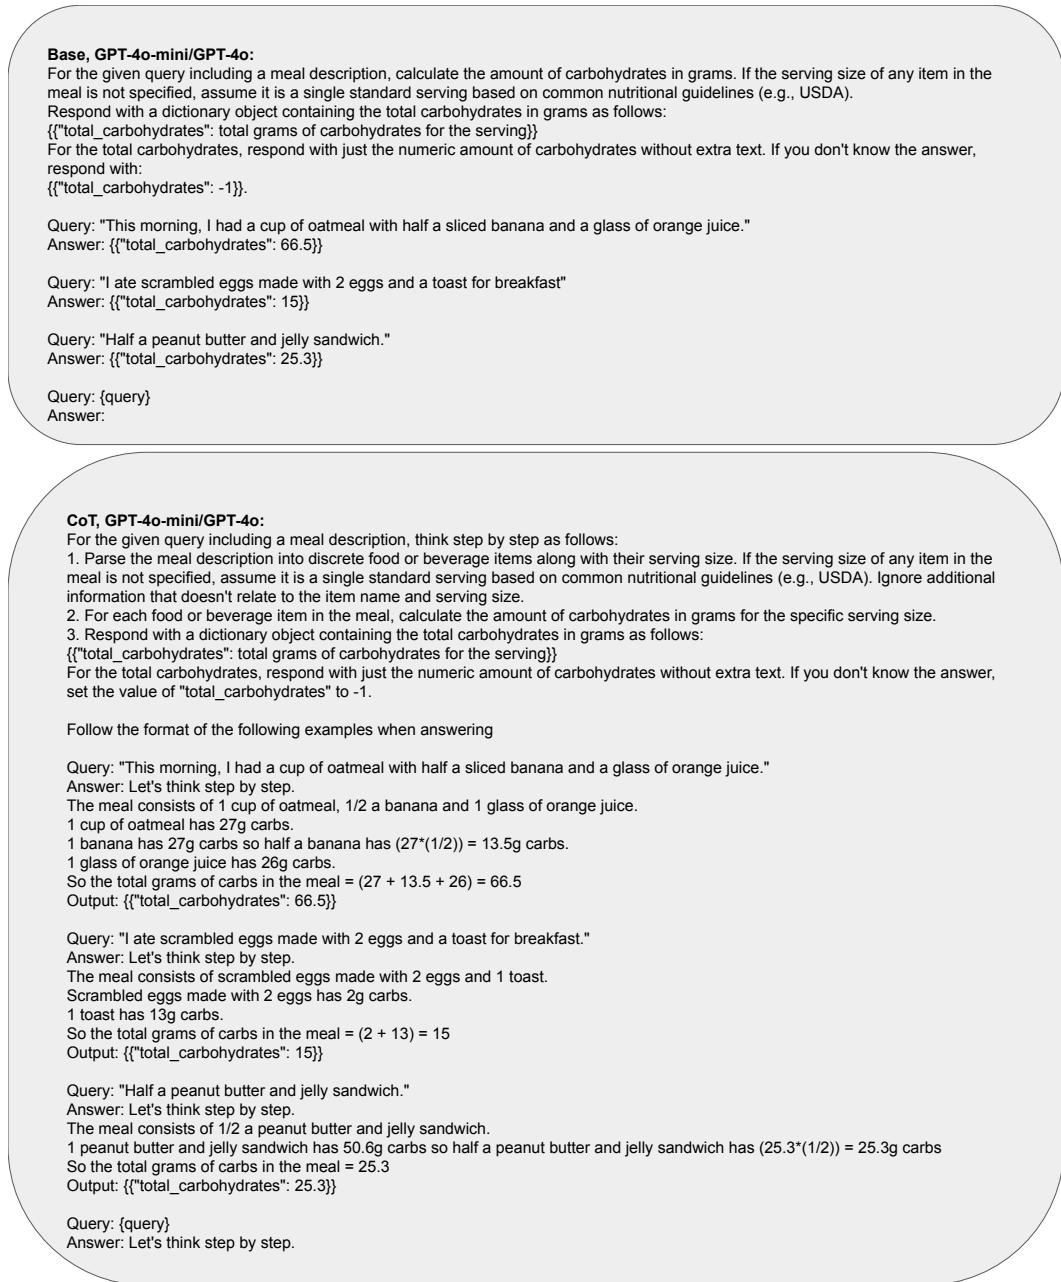 Base, GPT-4o-mini/GPT-4o:
For the given query including a meal description, calculate the amount of carbohydrates in grams. If the serving size of any item in the
meal is not specified, assume it is a single standard serving based on common nutritional guidelines (e.g., USDA).
Respond with a dictionary object containing the total carbohydrates in grams as follows:
{{"total_carbohydrates": total grams of carbohydrates for the serving}}
For the total carbohydrates, respond with just the numeric amount of carbohydrates without extra text. If you don't know the answer,
respond with:
{{"total_carbohydrates": -1}}.
Query: "This morning, I had a cup of oatmeal with half a sliced banana and a glass of orange juice."
Answer: {{"total_carbohydrates": 66.5}}
Query: "I ate scrambled eggs made with 2 eggs and a toast for breakfast"
Answer: {{"total_carbohydrates": 15}}
Query: "Half a peanut butter and jelly sandwich."
Answer: {{"total_carbohydrates": 25.3}}
Query: {query}
Answer:
CoT, GPT-4o-mini/GPT-4o:
For the given query including a meal description, think step by step as follows:
1. Parse the meal description into discrete food or beverage items along with their serving size. If the serving size of any item in the
meal is not specified, assume it is a single standard serving based on common nutritional guidelines (e.g., USDA). Ignore additional
information that doesn't relate to the item name and serving size.
2. For each food or beverage item in the meal, calculate the amount of carbohydrates in grams for the specific serving size.
3. Respond with a dictionary object containing the total carbohydrates in grams as follows:
{{"total_carbohydrates": total grams of carbohydrates for the serving}}
For the total carbohydrates, respond with just the numeric amount of carbohydrates without extra text. If you don't know the answer,
set the value of "total_carbohydrates" to -1.
Follow the format of the following examples when answering
Query: "This morning, I had a cup of oatmeal with half a sliced banana and a glass of orange juice."
Answer: Let's think step by step.
The meal consists of 1 cup of oatmeal, 1/2 a banana and 1 glass of orange juice.
1 cup of oatmeal has 27g carbs.
1 banana has 27g carbs so half a banana has (27*(1/2)) = 13.5g carbs.
1 glass of orange juice has 26g carbs.
So the total grams of carbs in the meal = (27 + 13.5 + 26) = 66.5
Output: {{"total_carbohydrates": 66.5}}
Query: "I ate scrambled eggs made with 2 eggs and a toast for breakfast."
Answer: Let's think step by step.
The meal consists of scrambled eggs made with 2 eggs and 1 toast.
Scrambled eggs made with 2 eggs has 2g carbs.
1 toast has 13g carbs.
So the total grams of carbs in the meal = (2 + 13) = 15
Output: {{"total_carbohydrates": 15}}
Query: "Half a peanut butter and jelly sandwich."
Answer: Let's think step by step.
The meal consists of 1/2 a peanut butter and jelly sandwich.
1 peanut butter and jelly sandwich has 50.6g carbs so half a peanut butter and jelly sandwich has (25.3*(1/2)) = 25.3g carbs
So the total grams of carbs in the meal = 25.3
Output: {{"total_carbohydrates": 25.3}}
Query: {query}
Answer: Let's think step by step.